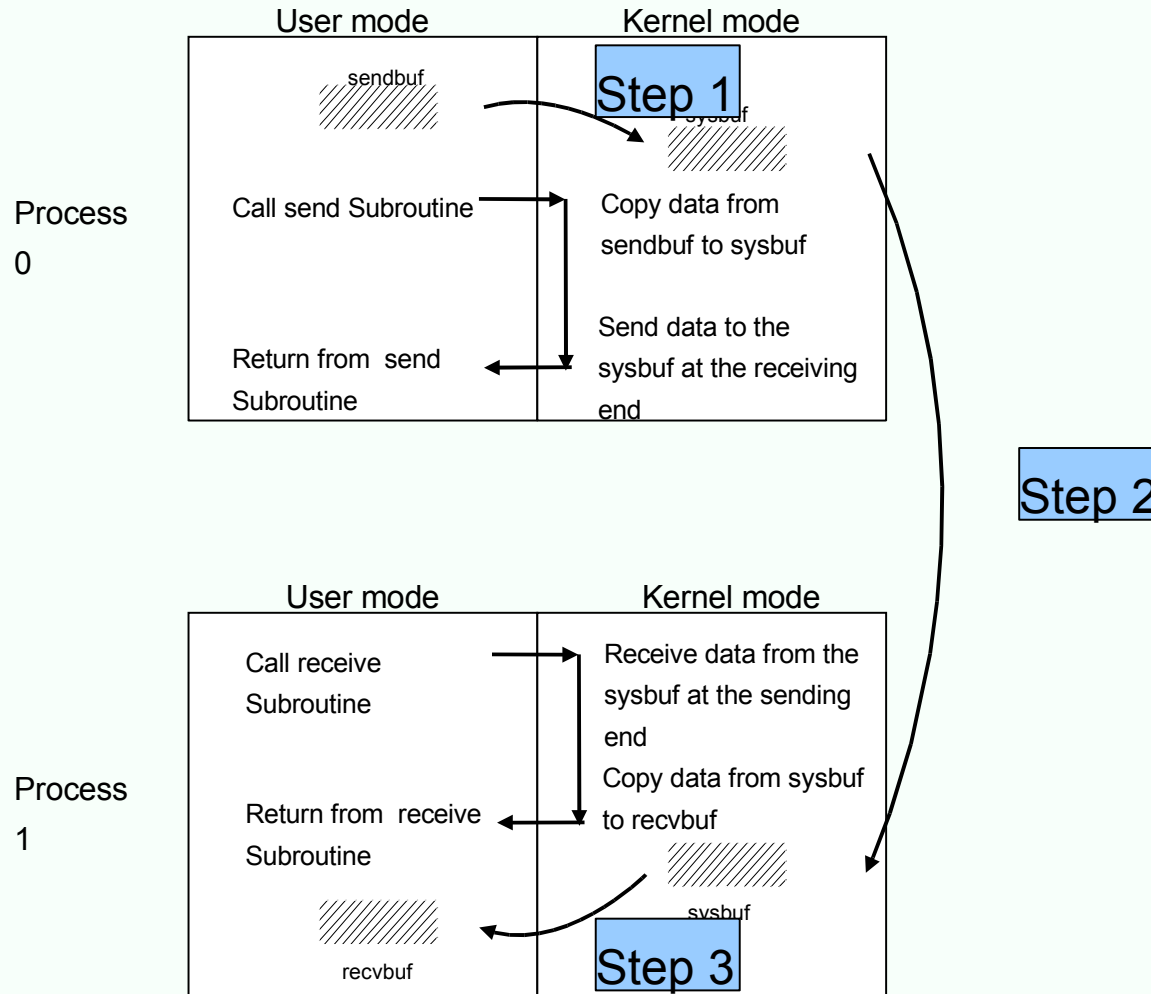 User mode
Kernel mode
sendbuf
Step 1
sysbuf
Process
0
Call send Subroutine
Copy data from
sendbuf to sysbuf
Return from send
Subroutine
Send data to the
sysbuf at the receiving
end
Step 2
User mode
Kernel mode
Process
1
Call receive
Subroutine
Receive data from the
sysbuf at the sending
end
Return from receive
Subroutine
Copy data from sysbuf
to recvbuf
sysbuf
recvbuf
Step 3